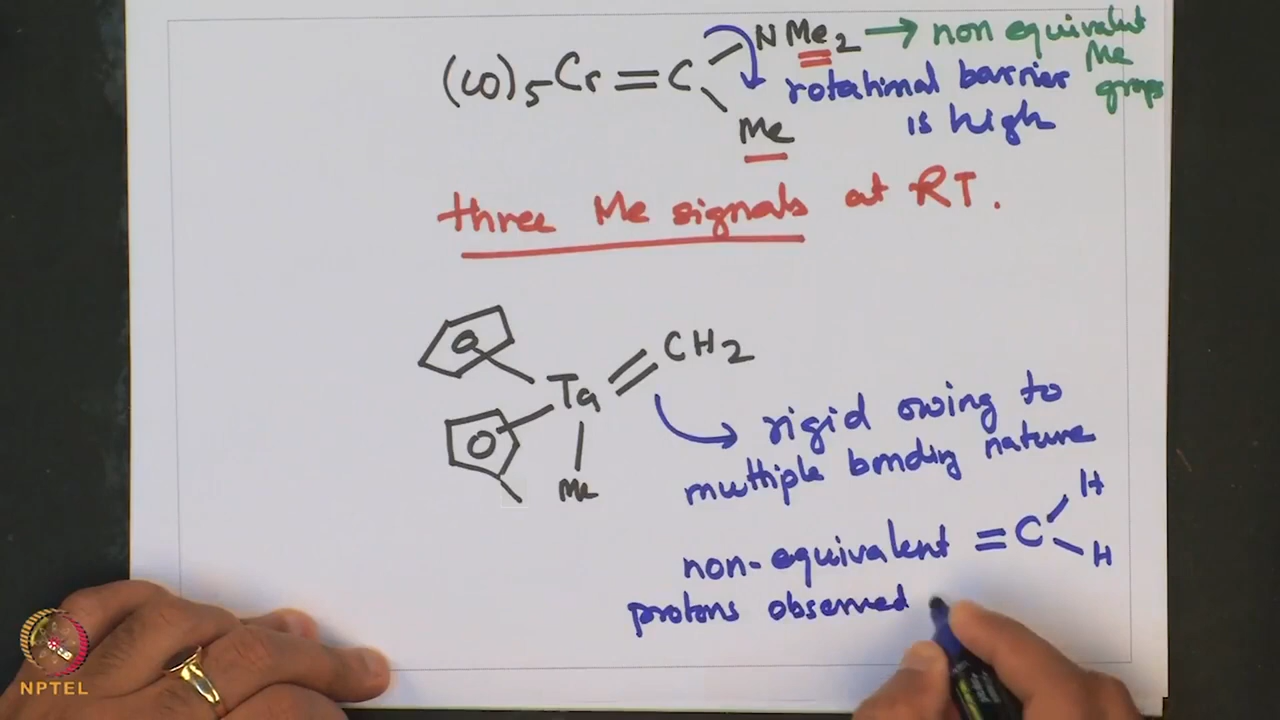 (CO)5Cr=C NMe2 → non equivalent Me groups
Me
rotational barrier
is high
three Me signals at RT.
Ta=CH2
Me
rigid owing to
multiple bonding nature
non-equivalent =C H H
protons observed
NPTEL